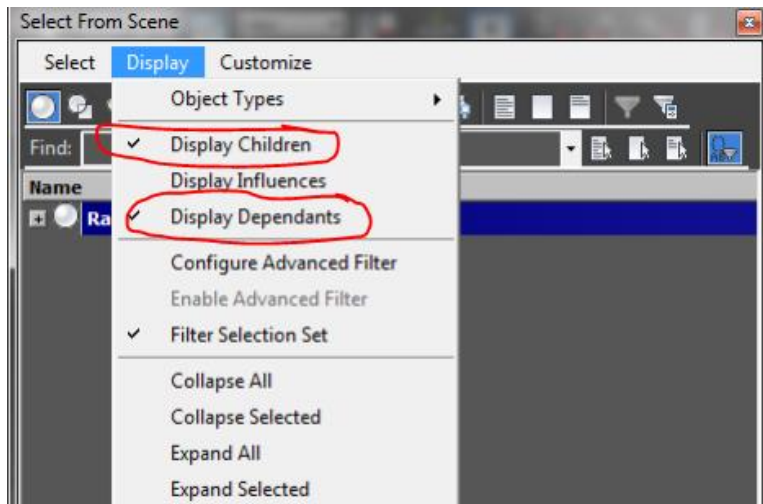 Select From Scene
Select Display Customize
Object Types
Find:
Display Children
Display Influences
Name
Display Dependants
Ra
Configure Advanced Filter
Enable Advanced Filter
Filter Selection Set
Collapse All
Collapse Selected
Expand All
Expand Selected